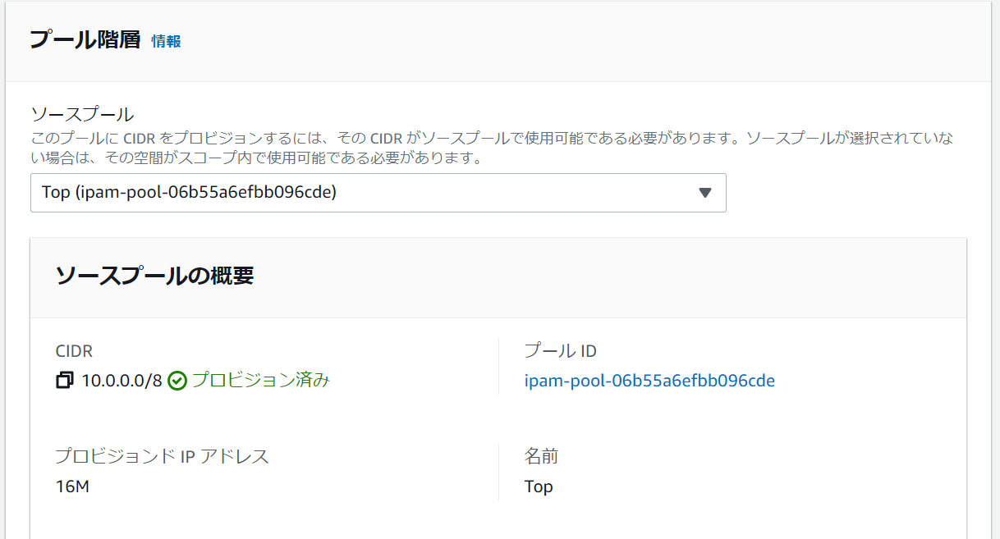 プール階層 情報
ソースプール
このプールに CIDR をプロビジョンするには、その CIDR がソースプールで使用可能である必要があります。ソースプールが選択されていな
い場合は、その空間がスコープ内で使用可能である必要があります。
Top (ipam-pool-06b55a6efbb096cde)
ソースプールの概要
CIDR
10.0.0.0/8 プロビジョン済み
プール ID
ipam-pool-06b55a6efbb096cde
プロビジョンド IP アドレス
16M
名前
Top